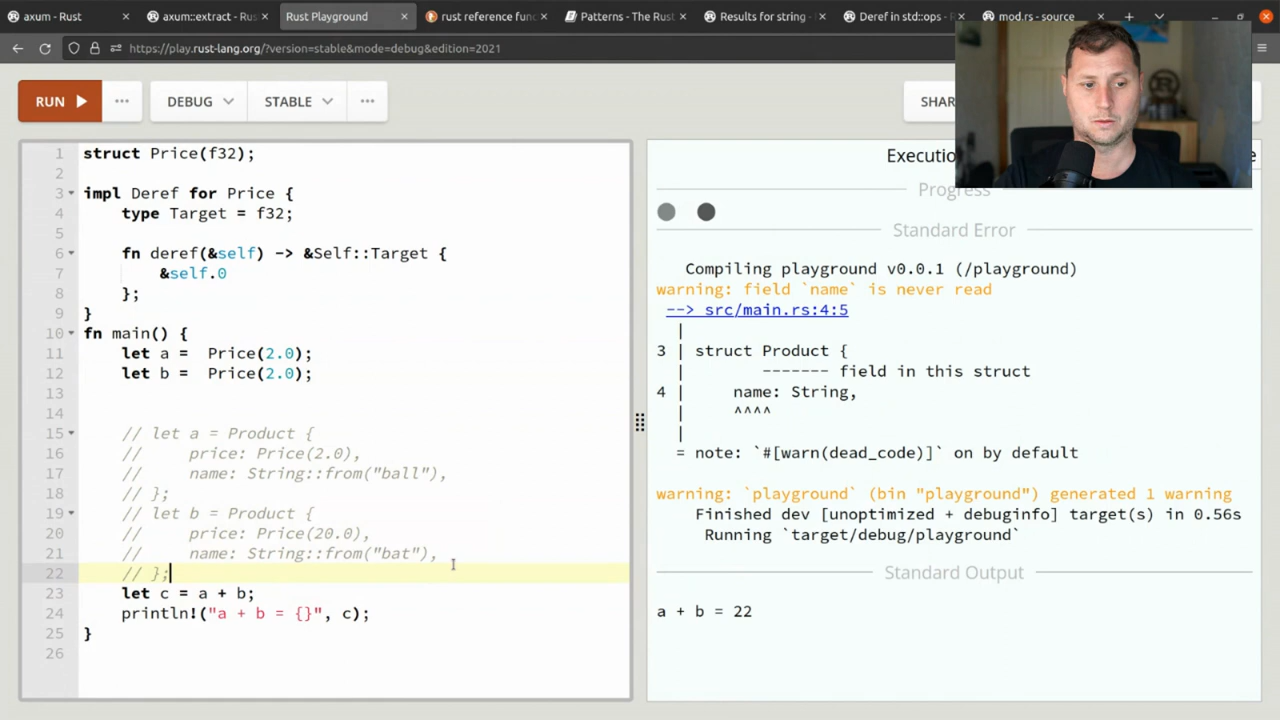 axum - Rust
axum::extract - Rus
Rust Playground
rust reference func
Patterns - The Rust
Results for string -
Deref in std::ops - R
mod.rs - source
https://play.rust-lang.org/?version=stable&mode=debug&edition=2021
RUN
DEBUG
STABLE
SHAR
1 struct Price(f32);
2
3 impl Deref for Price {
4 type Target = f32;
5
6 fn deref(&self) -> &Self::Target {
7 &self.0
8 };
9 }
10 fn main() {
11 let a =  Price(2.0);
12 let b =  Price(2.0);
13
14
15 // let a = Product {
16 //     price: Price(2.0),
17 //     name: String::from("ball"),
18 // };
19 // let b = Product {
20 //     price: Price(20.0),
21 //     name: String::from("bat"),
22 // };
23 let c = a + b;
24 println!("a + b = {}", c);
25 }
26
Execution
Progress
Standard Error
Compiling playground v0.0.1 (/playground)
warning: field `name` is never read
--> src/main.rs:4:5
|
3 | struct Product {
| ------- field in this struct
4 | name: String,
| ^^^^
|
= note: `#[warn(dead_code)]` on by default
warning: `playground` (bin "playground") generated 1 warning
Finished dev [unoptimized + debuginfo] target(s) in 0.56s
Running `target/debug/playground`
Standard Output
a + b = 22